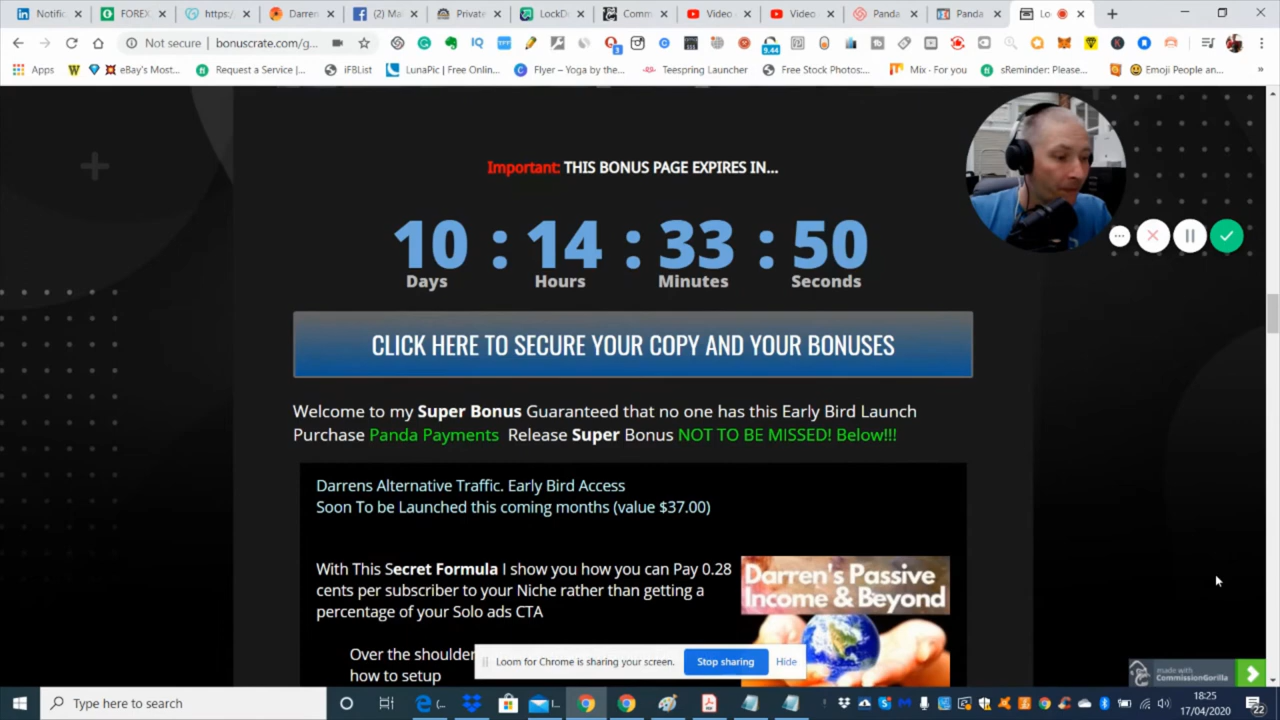 Notific
FOREX
https:/
Darren
(2) Ma
Private
LockD
Comm
Video
Video
Panda
Panda
Lo
Not secure
bonuscrate.com/g...
3
9.44
Apps
eBay's Most...
Request a Service |...
iF8List
LunaPic | Free Onlin...
Flyer – Yoga by the...
Teespring Launcher
Free Stock Photos:...
Mix - For you
sReminder: Please...
Emoji People an...
Important: THIS BONUS PAGE EXPIRES IN...
10 : 14 : 33 : 50
Days Hours Minutes Seconds
CLICK HERE TO SECURE YOUR COPY AND YOUR BONUSES
Welcome to my Super Bonus Guaranteed that no one has this Early Bird Launch
Purchase Panda Payments Release Super Bonus NOT TO BE MISSED! Below!!!
Darrens Alternative Traffic. Early Bird Access
Soon To be Launched this coming months (value $37.00)
With This Secret Formula I show you how you can Pay 0.28
cents per subscriber to your Niche rather than getting a
percentage of your Solo ads CTA
Darren's Passive
Income & Beyond
Over the shoulder
how to setup
Loom for Chrome is sharing your screen.
Stop sharing
Hide
made with
CommissionGorilla
Type here to search
18:25
17/04/2020
22